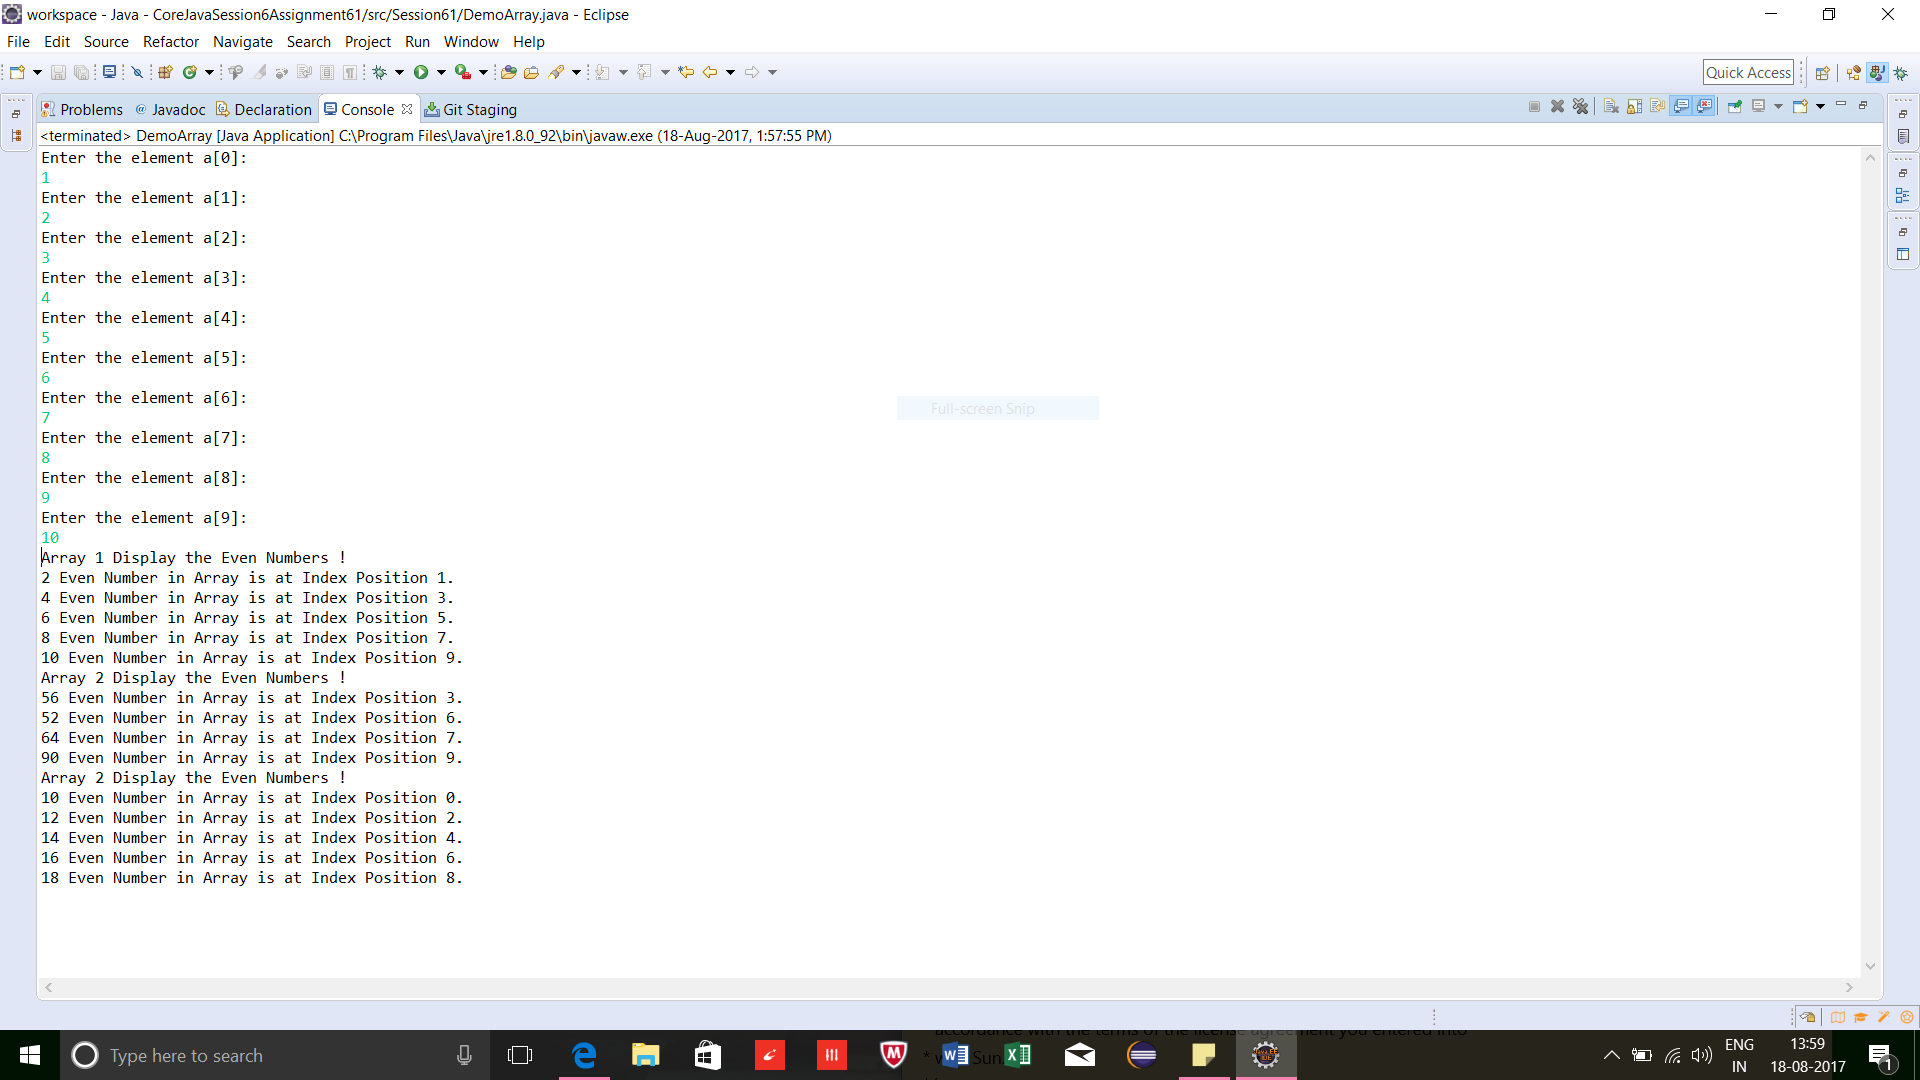 workspace - Java - CoreJavaSession6Assignment61/src/Session61/DemoArray.java - Eclipse
File Edit Source Refactor Navigate Search Project Run Window Help
Quick Access
Problems @ Javadoc Declaration Console Git Staging
<terminated> DemoArray [Java Application] C:\Program Files\Java\jre1.8.0_92\bin\javaw.exe (18-Aug-2017, 1:57:55 PM)
Enter the element a[0]:
1
Enter the element a[1]:
2
Enter the element a[2]:
3
Enter the element a[3]:
4
Enter the element a[4]:
5
Enter the element a[5]:
6
Enter the element a[6]:
7
Full-screen Snip
Enter the element a[7]:
8
Enter the element a[8]:
9
Enter the element a[9]:
10
Array 1 Display the Even Numbers !
2 Even Number in Array is at Index Position 1.
4 Even Number in Array is at Index Position 3.
6 Even Number in Array is at Index Position 5.
8 Even Number in Array is at Index Position 7.
10 Even Number in Array is at Index Position 9.
Array 2 Display the Even Numbers !
56 Even Number in Array is at Index Position 3.
52 Even Number in Array is at Index Position 6.
64 Even Number in Array is at Index Position 7.
90 Even Number in Array is at Index Position 9.
Array 2 Display the Even Numbers !
10 Even Number in Array is at Index Position 0.
12 Even Number in Array is at Index Position 2.
14 Even Number in Array is at Index Position 4.
16 Even Number in Array is at Index Position 6.
18 Even Number in Array is at Index Position 8.
accordance with the terms of the license agreement you entered into
Type here to search
Sun
ENG
IN
13:59
18-08-2017
1